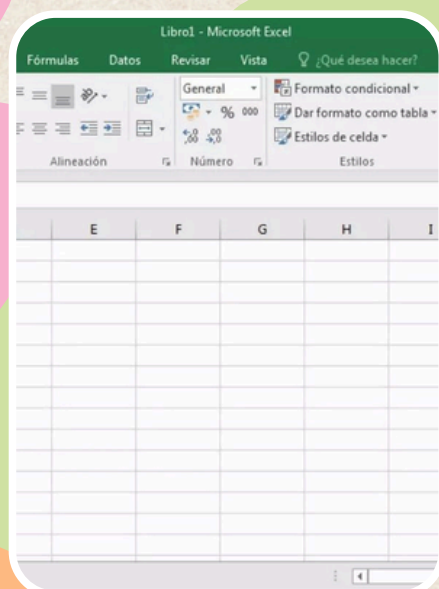 Libro1 - Microsoft Excel
Fórmulas Datos Revisar Vista ¿Qué desea hacer?
General Formato condicional
% 000 Dar formato como tabla
Estilos de celda
Alineación Número Estilos
E F G H I